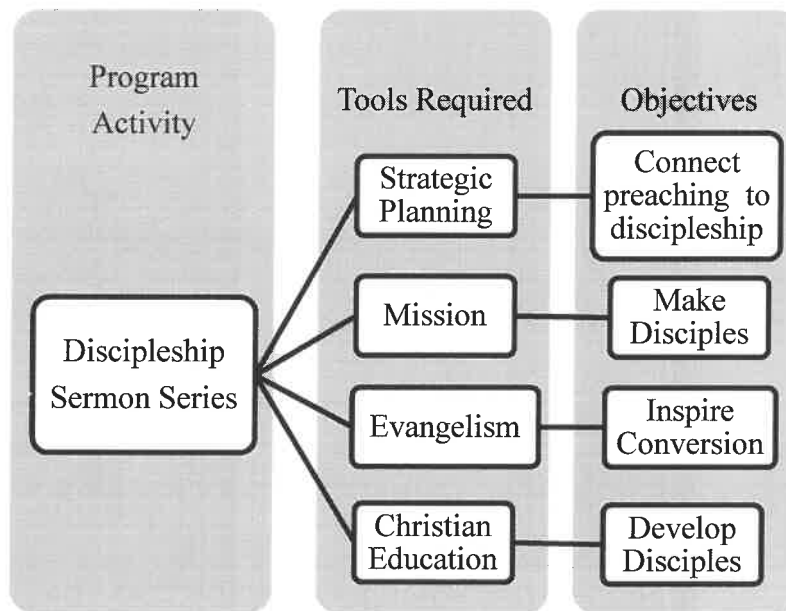 Program
Activity
Tools Required
Objectives
Discipleship
Sermon Series
Strategic
Planning
Connect
preaching to
discipleship
Mission
Make
Disciples
Evangelism
Inspire
Conversion
Christian
Education
Develop
Disciples